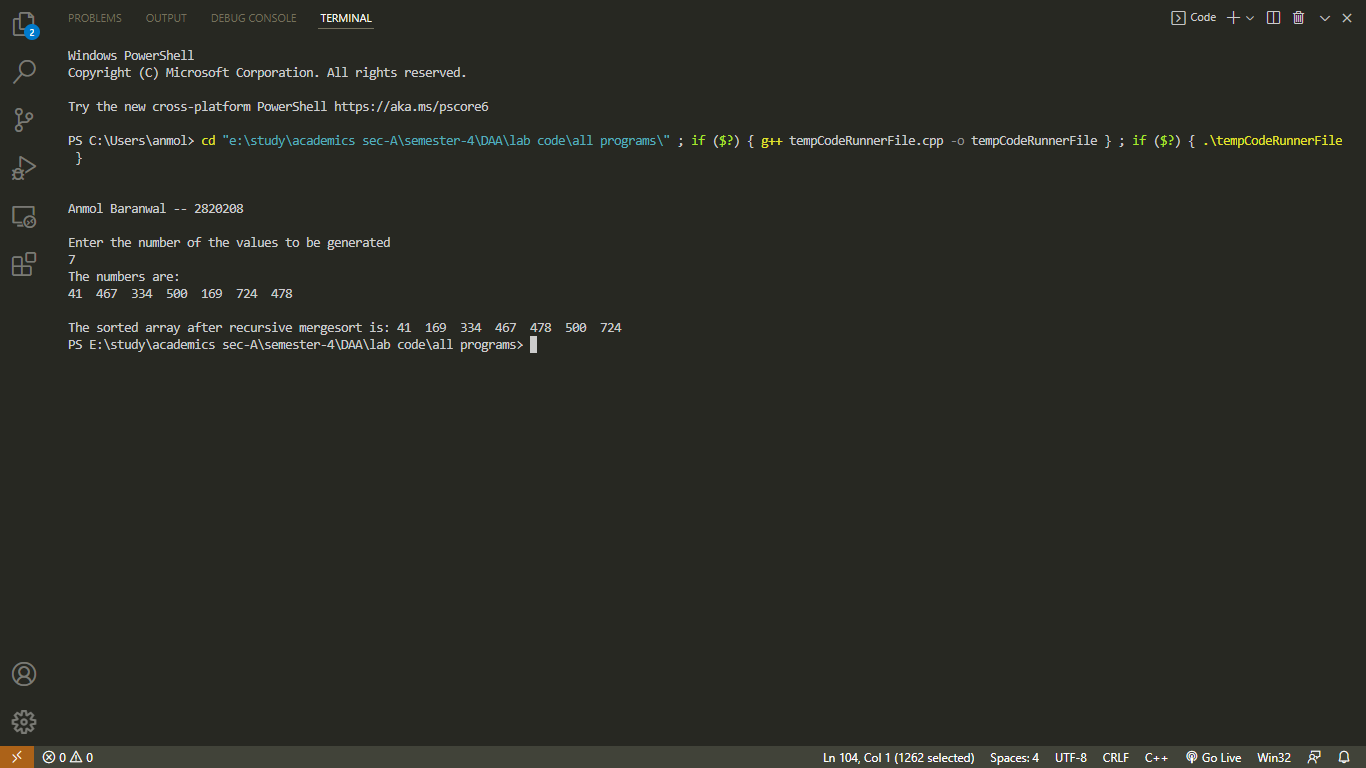 PROBLEMS OUTPUT DEBUG CONSOLE TERMINAL Code
2
Windows PowerShell
Copyright (C) Microsoft Corporation. All rights reserved.
Try the new cross-platform PowerShell https://aka.ms/pscore6
PS C:\Users\anmol> cd "e:\study\academics sec-A\semester-4\DAA\lab code\all programs\" ; if ($?) { g++ tempCodeRunnerFile.cpp -o tempCodeRunnerFile } ; if ($?) { .\tempCodeRunnerFile
}
Anmol Baranwal -- 2820208
Enter the number of the values to be generated
7
The numbers are:
41 467 334 500 169 724 478
The sorted array after recursive mergesort is: 41 169 334 467 478 500 724
PS E:\study\academics sec-A\semester-4\DAA\lab code\all programs>
0 0 Ln 104, Col 1 (1262 selected) Spaces: 4 UTF-8 CRLF C++ Go Live Win32